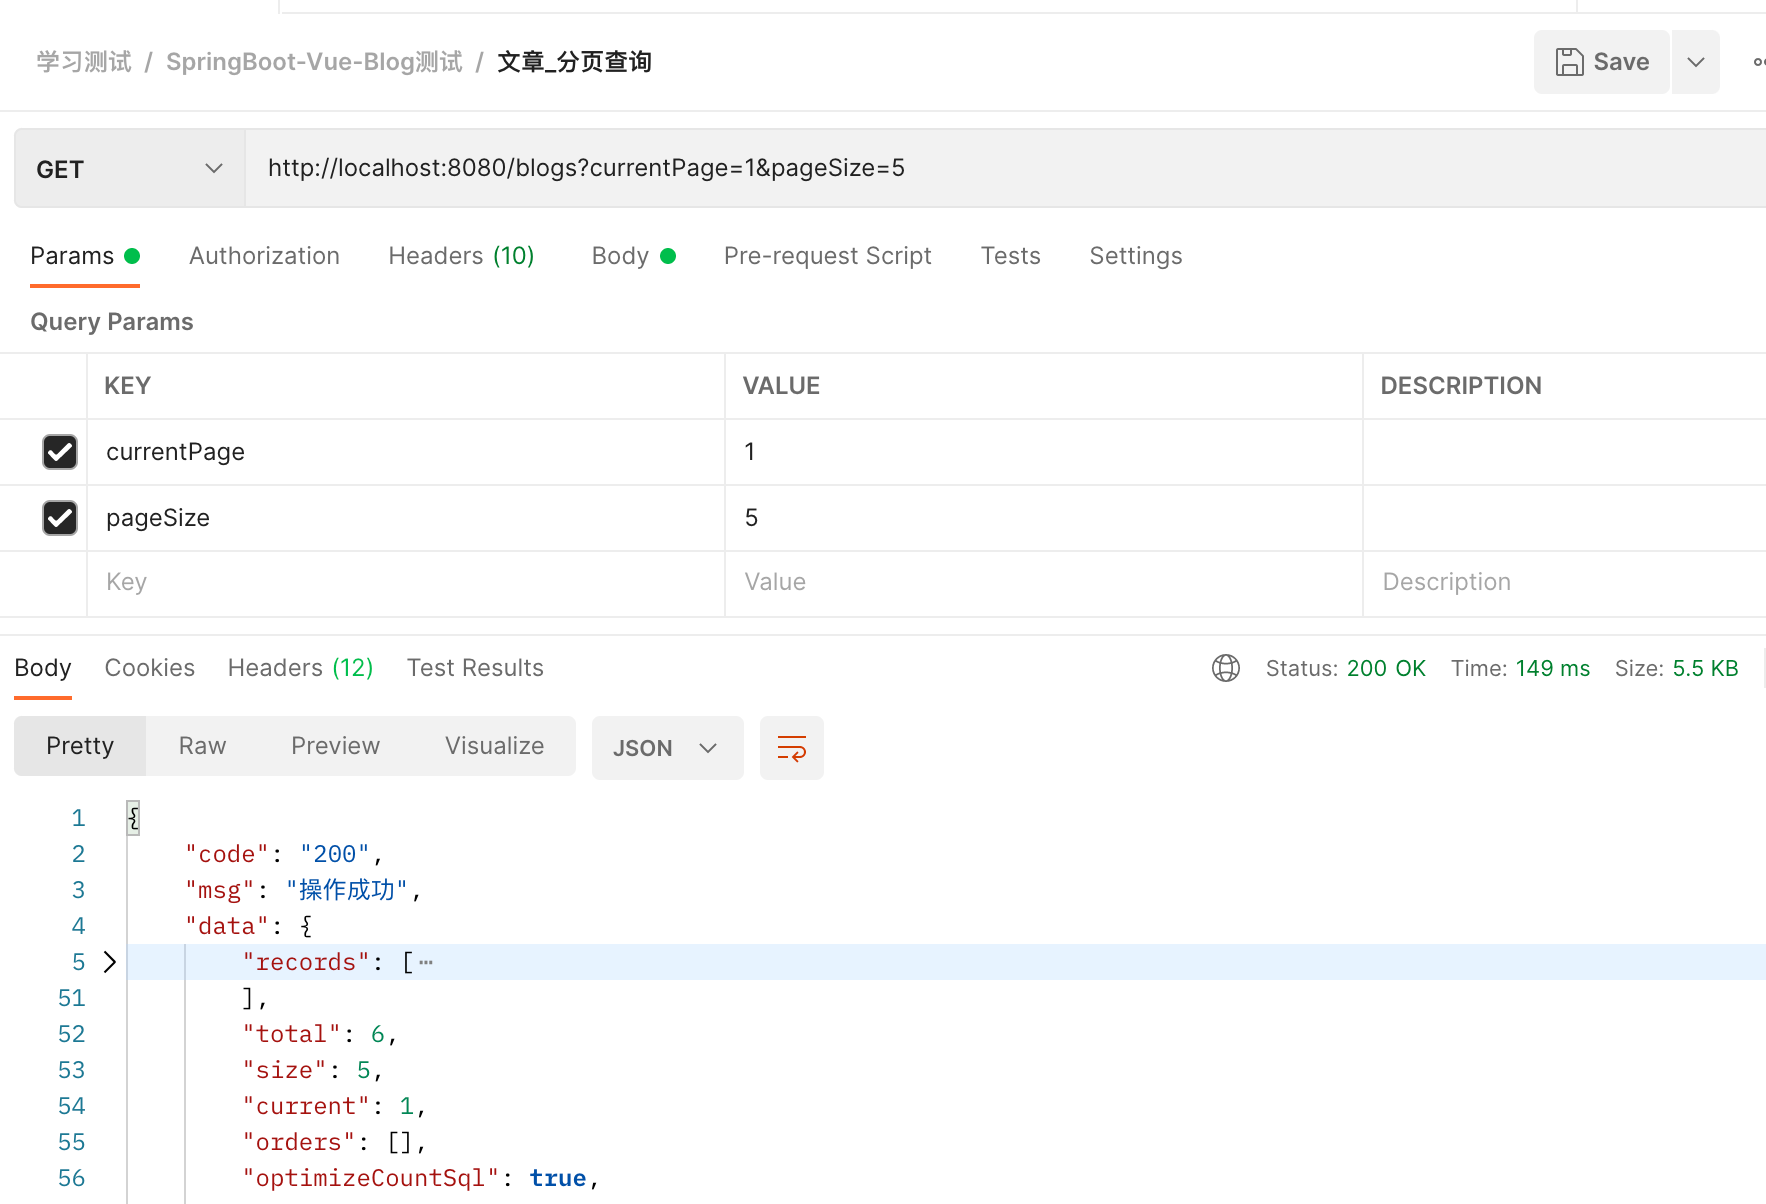 学习测试 / SpringBoot-Vue-Blog测试 / 文章_分页查询 Save
GET http://localhost:8080/blogs?currentPage=1&pageSize=5
Params Authorization Headers (10) Body Pre-request Script Tests Settings
Query Params
KEY VALUE DESCRIPTION
currentPage 1
pageSize 5
Key Value Description
Body Cookies Headers (12) Test Results Status: 200 OK Time: 149 ms Size: 5.5 KB
Pretty Raw Preview Visualize JSON
1 {
2 "code": "200",
3 "msg": "操作成功",
4 "data": {
5 "records": [ ⋯
51 ],
52 "total": 6,
53 "size": 5,
54 "current": 1,
55 "orders": [],
56 "optimizeCountSql": true,